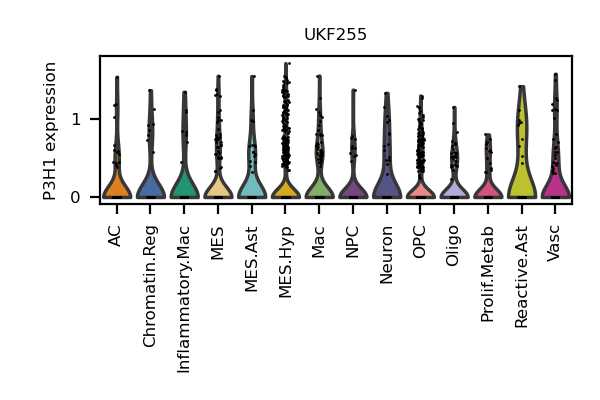 UKF255
P3H1 expression
1
0
AC
Chromatin.Reg
Inflammatory.Mac
MES
MES.Ast
MES.Hyp
Mac
NPC
Neuron
OPC
Oligo
Prolif.Metab
Reactive.Ast
Vasc